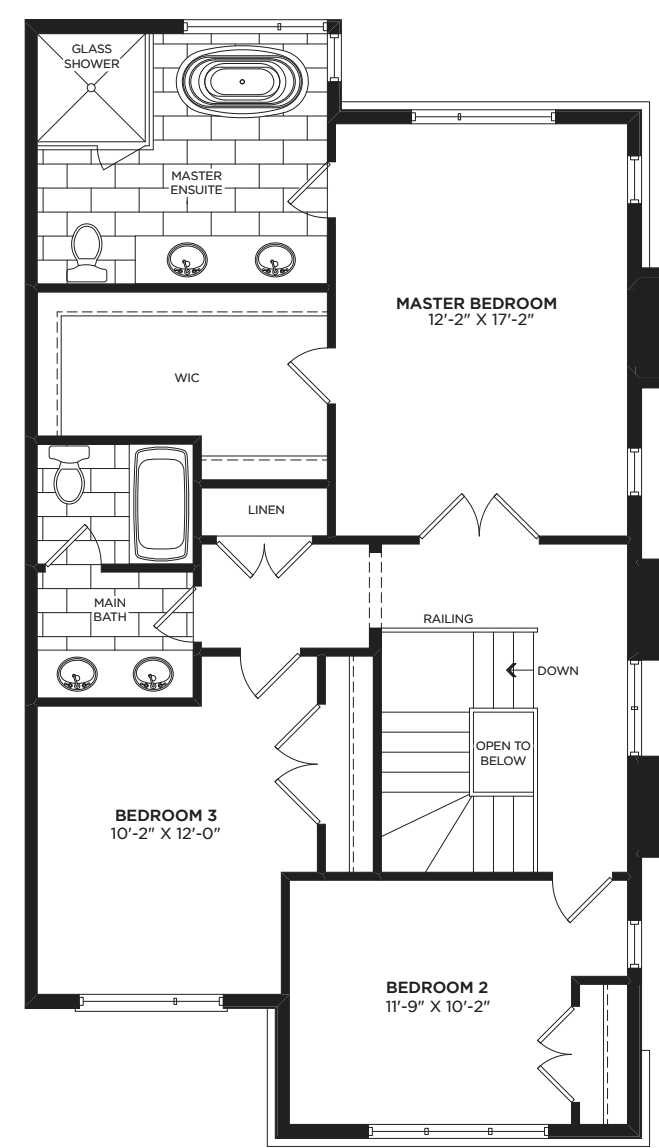 GLASS
SHOWER
MASTER
ENSUITE
MASTER BEDROOM
12'-2" X 17'-2"
WIC
LINEN
MAIN
BATH
RAILING
DOWN
OPEN TO
BELOW
BEDROOM 3
10'-2" X 12'-0"
BEDROOM 2
11'-9" X 10'-2"